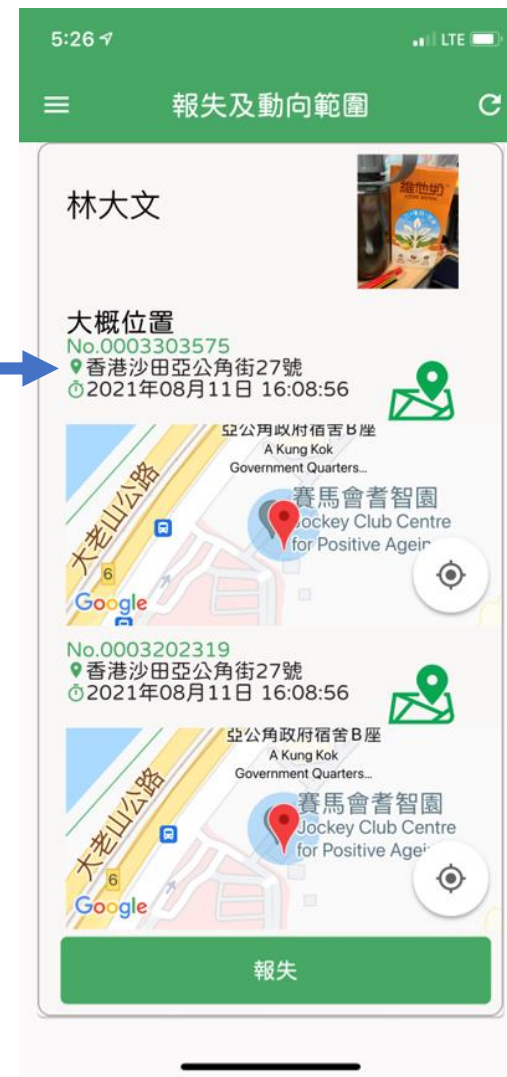 5:26
LTE
報失及動向範圍
林大文
維他奶
大概位置
No.0003303575
香港沙田亞公角街27號
2021年08月11日 16:08:56
亞公角政府宿舍B座
A Kung Kok
Government Quarters...
賽馬會耆智園
Jockey Club Centre
for Positive Agein
大老山公路
6
Google
No.0003202319
香港沙田亞公角街27號
2021年08月11日 16:08:56
亞公角政府宿舍B座
A Kung Kok
Government Quarters...
賽馬會耆智園
Jockey Club Centre
for Positive Agei
大老山公路
6
Google
報失